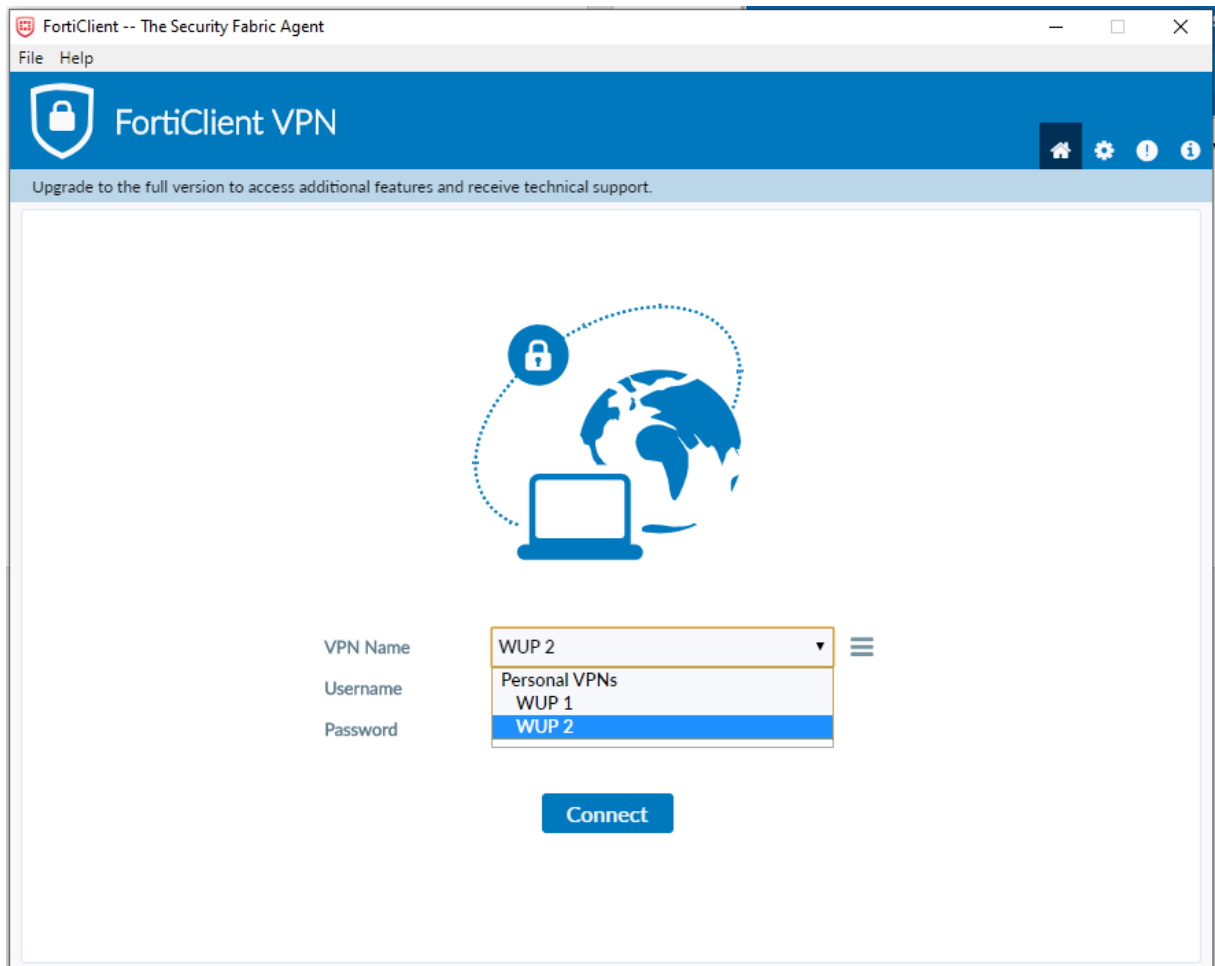 FortiClient -- The Security Fabric Agent
File Help
FortiClient VPN
Upgrade to the full version to access additional features and receive technical support.
VPN Name
WUP 2
Personal VPNs
WUP 1
WUP 2
Username
Password
Connect